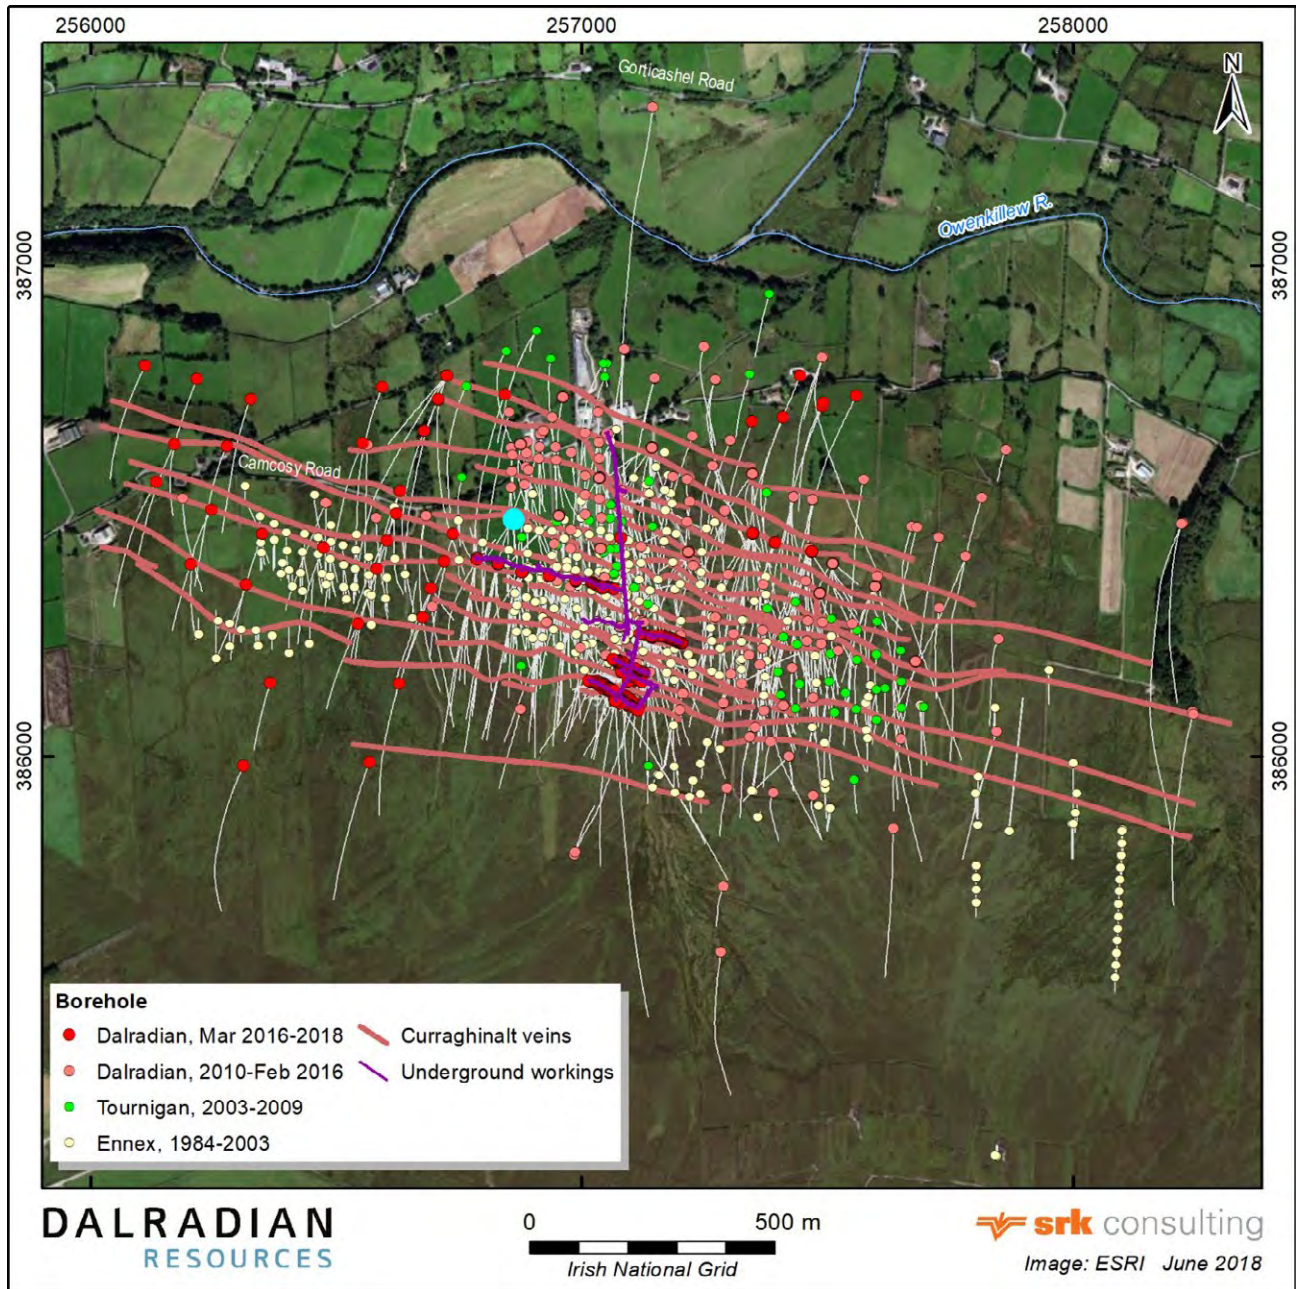 256000 257000 258000
Gorticashel Road
N
Owenkillew R.
387000 387000
Camcosy Road
386000 386000
Borehole
Dalradian, Mar 2016-2018 Curraghinalt veins
Dalradian, 2010-Feb 2016 Underground workings
Tournigan, 2003-2009
Ennex, 1984-2003
DALRADIAN
RESOURCES
0 500 m
Irish National Grid
srk consulting
Image: ESRI June 2018